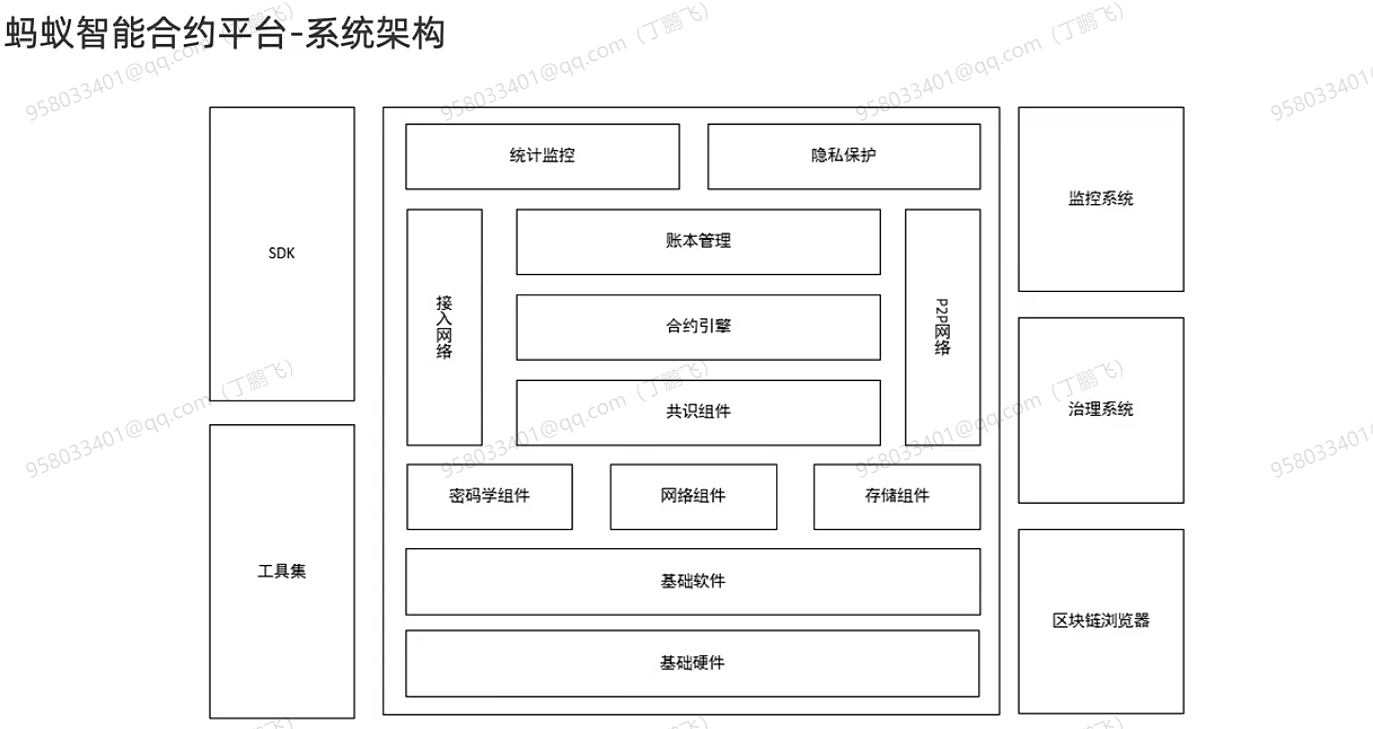 蚂蚁智能合约平台-系统架构
958033401@qq.com（丁鹏飞）
958033401@qq.com（丁鹏飞）
958033401@qq.com（丁鹏飞）
958033401
SDK
工具集
统计监控
隐私保护
接入网络
账本管理
合约引擎
共识组件
P2P网络
密码学组件
网络组件
存储组件
基础软件
基础硬件
监控系统
治理系统
区块链浏览器
958033401@qq.com（丁鹏飞）
958033401@qq.com（丁鹏飞）
958033401@qq.com（丁鹏飞）
958033401